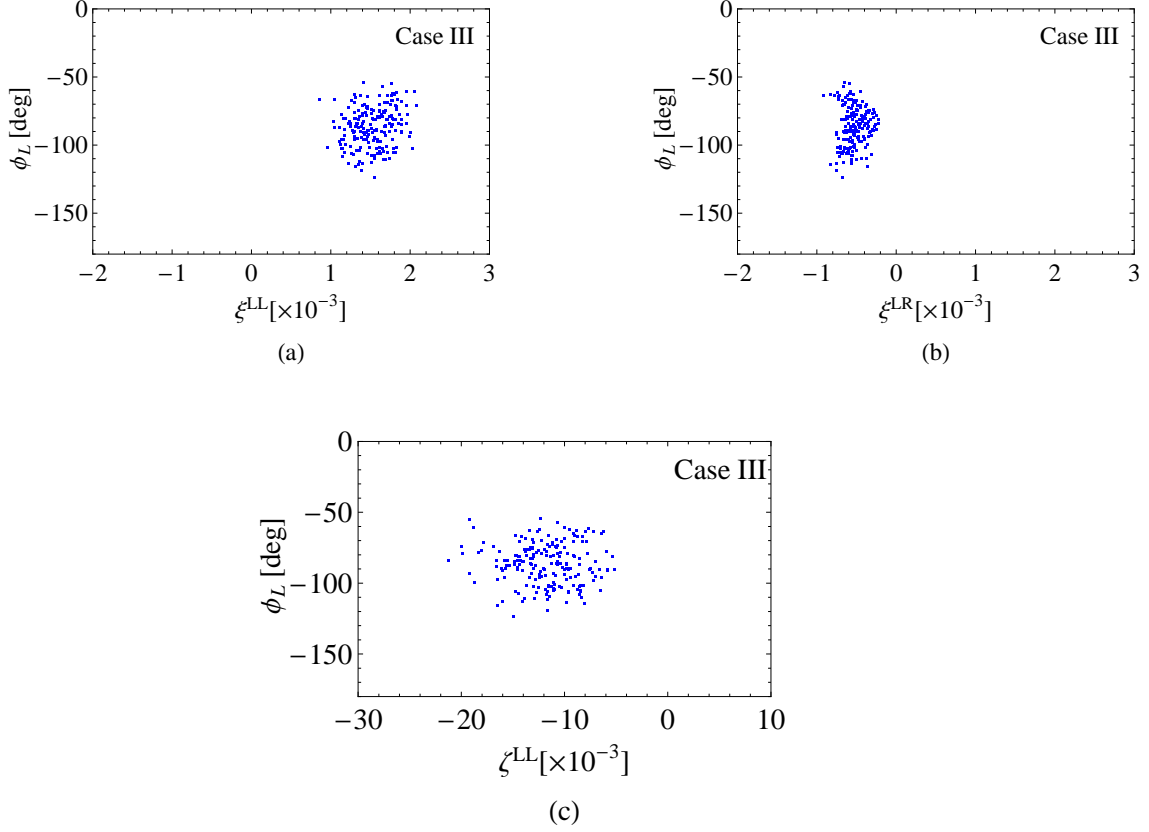 Case III
0
−50
−100
−150
ϕL [deg]
−2 −1 0 1 2 3
ξLL[×10−3]
(a)
Case III
0
−50
−100
−150
ϕL [deg]
−2 −1 0 1 2 3
ξLR[×10−3]
(b)
Case III
0
−50
−100
−150
ϕL [deg]
−30 −20 −10 0 10
ζLL[×10−3]
(c)